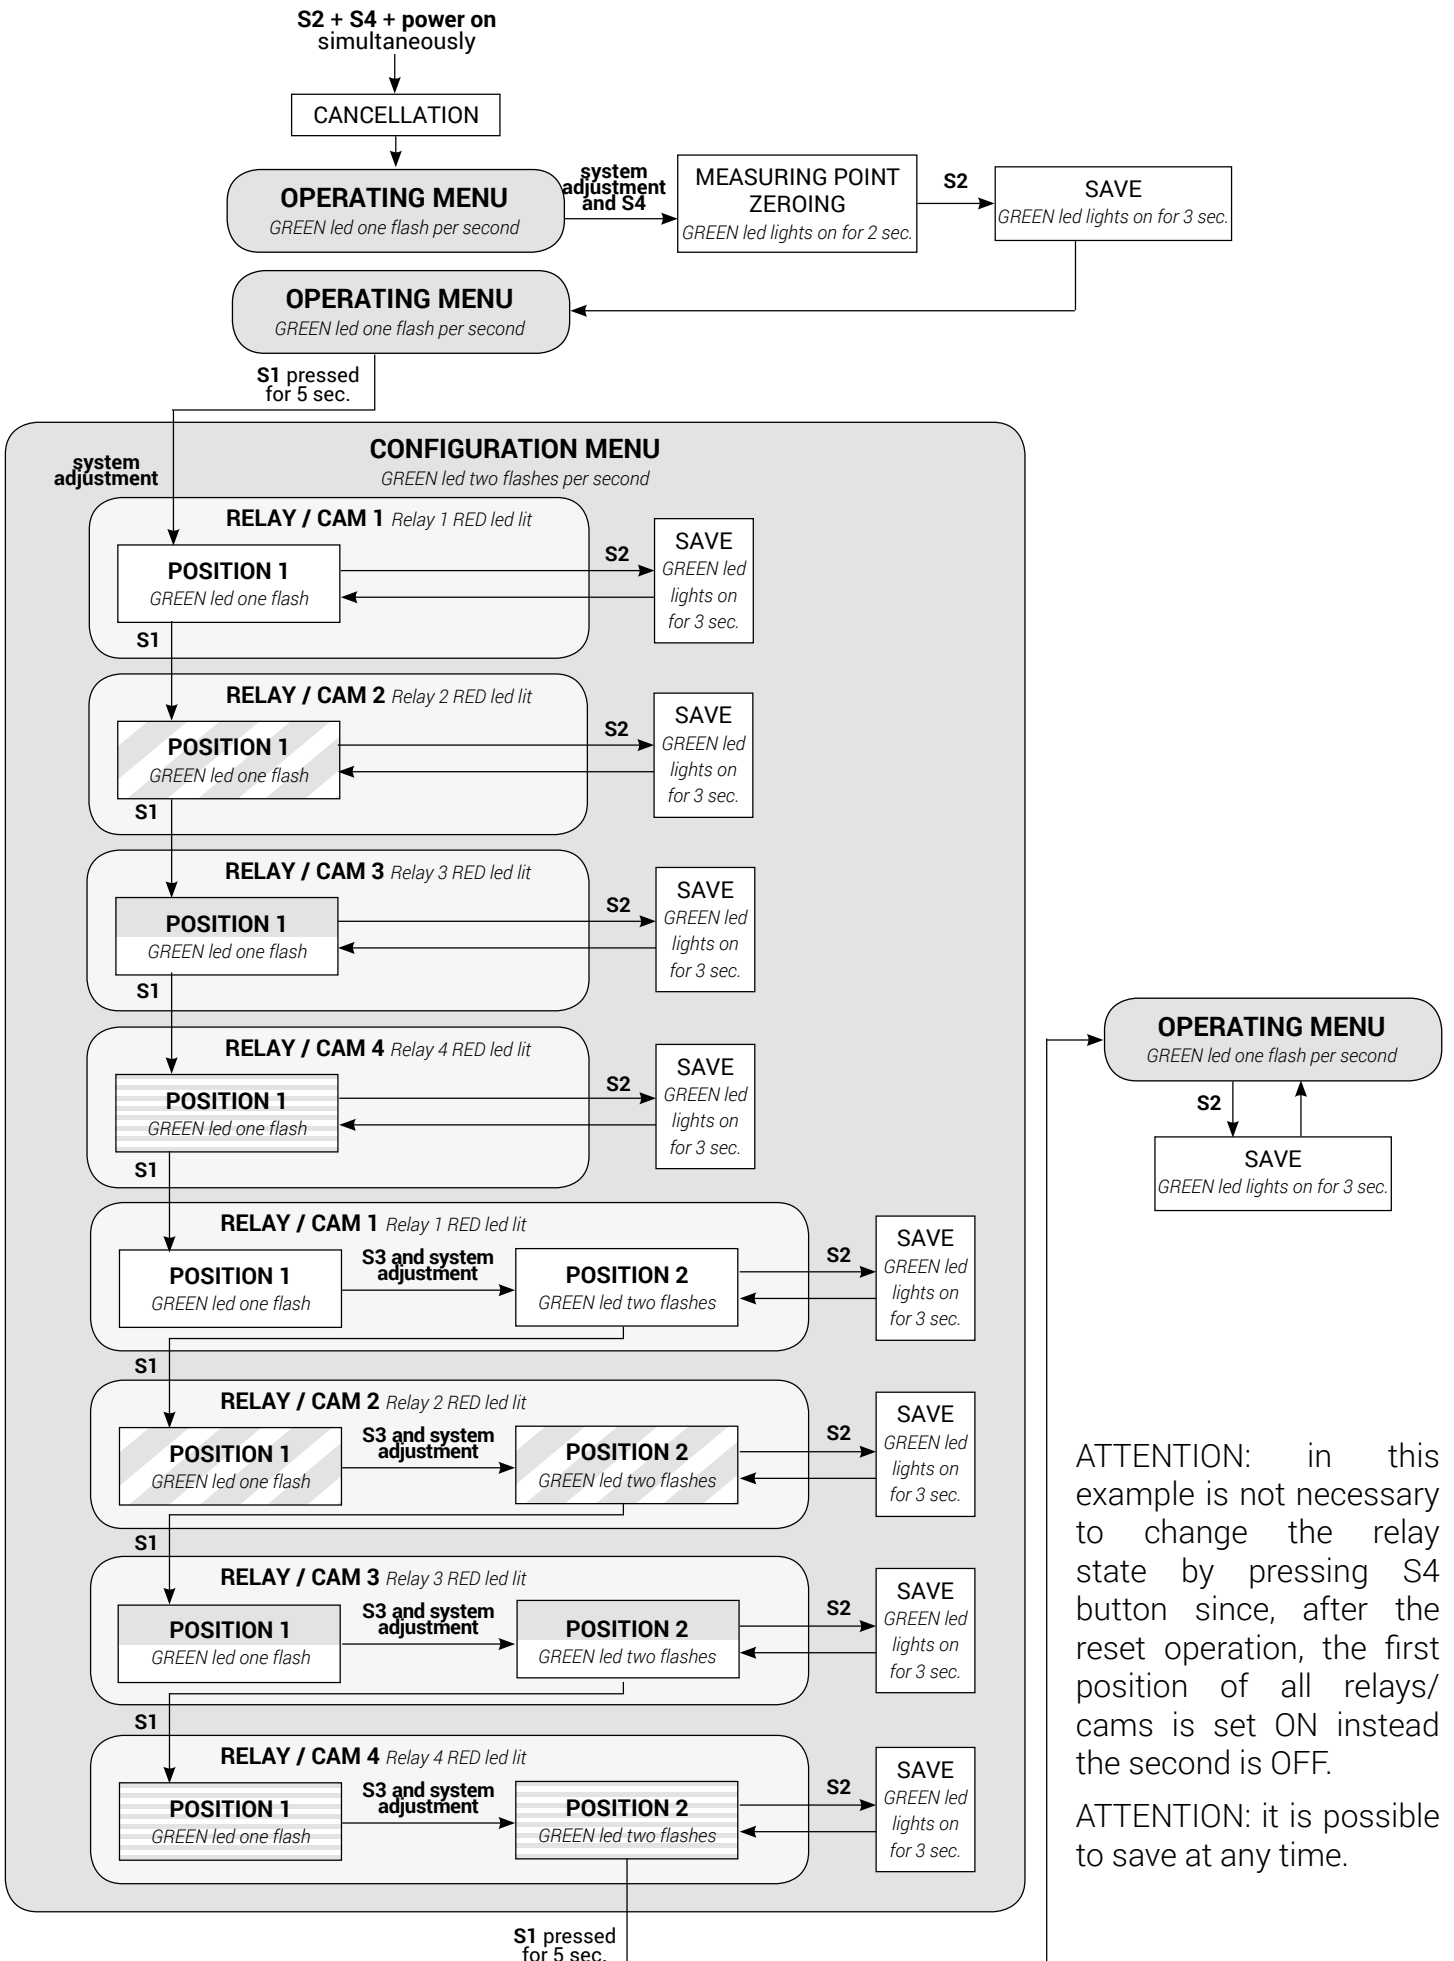 S2 + S4 + power on
simultaneously
CANCELLATION
OPERATING MENU
GREEN led one flash per second
system
adjustment
and S4
MEASURING POINT
ZEROING
GREEN led lights on for 2 sec.
S2
SAVE
GREEN led lights on for 3 sec.
OPERATING MENU
GREEN led one flash per second
S1 pressed
for 5 sec.
CONFIGURATION MENU
GREEN led two flashes per second
system
adjustment
RELAY / CAM 1 Relay 1 RED led lit
POSITION 1
GREEN led one flash
S2
SAVE
GREEN led
lights on
for 3 sec.
S1
RELAY / CAM 2 Relay 2 RED led lit
POSITION 1
GREEN led one flash
S2
SAVE
GREEN led
lights on
for 3 sec.
S1
RELAY / CAM 3 Relay 3 RED led lit
POSITION 1
GREEN led one flash
S2
SAVE
GREEN led
lights on
for 3 sec.
S1
RELAY / CAM 4 Relay 4 RED led lit
POSITION 1
GREEN led one flash
S2
SAVE
GREEN led
lights on
for 3 sec.
S1
RELAY / CAM 1 Relay 1 RED led lit
POSITION 1
GREEN led one flash
S3 and system
adjustment
POSITION 2
GREEN led two flashes
S2
SAVE
GREEN led
lights on
for 3 sec.
S1
RELAY / CAM 2 Relay 2 RED led lit
POSITION 1
GREEN led one flash
S3 and system
adjustment
POSITION 2
GREEN led two flashes
S2
SAVE
GREEN led
lights on
for 3 sec.
S1
RELAY / CAM 3 Relay 3 RED led lit
POSITION 1
GREEN led one flash
S3 and system
adjustment
POSITION 2
GREEN led two flashes
S2
SAVE
GREEN led
lights on
for 3 sec.
S1
RELAY / CAM 4 Relay 4 RED led lit
POSITION 1
GREEN led one flash
S3 and system
adjustment
POSITION 2
GREEN led two flashes
S2
SAVE
GREEN led
lights on
for 3 sec.
S1 pressed
for 5 sec.
OPERATING MENU
GREEN led one flash per second
S2
SAVE
GREEN led lights on for 3 sec.
ATTENTION: in this
example is not necessary
to change the relay
state by pressing S4
button since, after the
reset operation, the first
position of all relays/
cams is set ON instead
the second is OFF.
ATTENTION: it is possible
to save at any time.